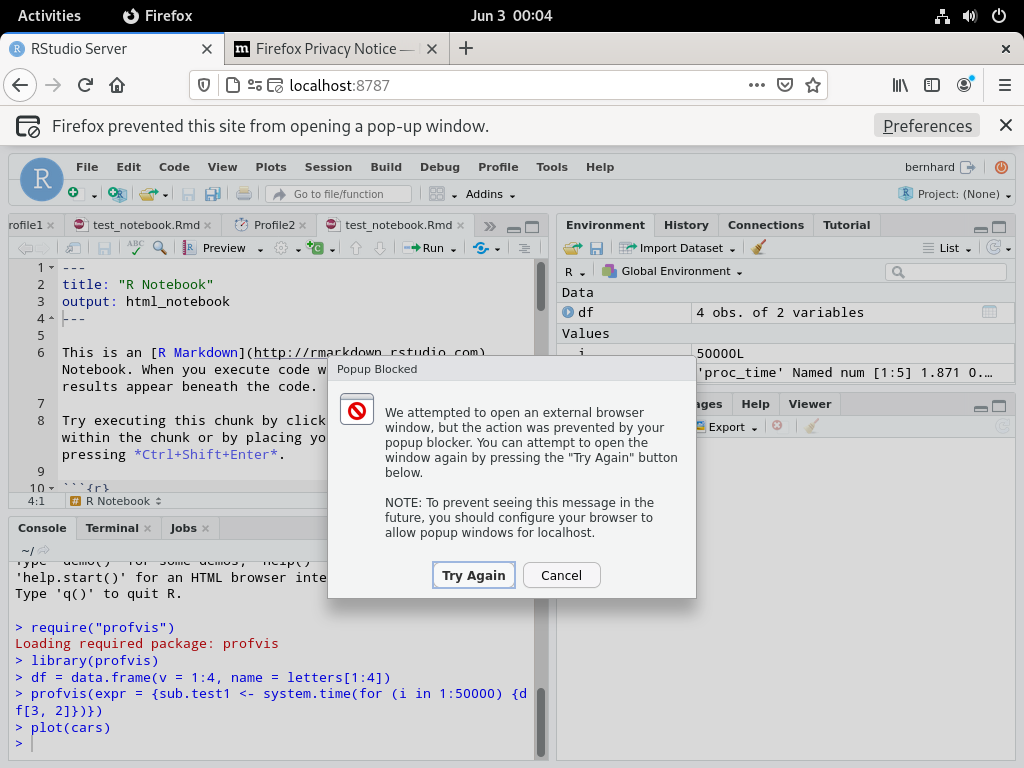 Activities
Firefox
Jun 3 00:04
RStudio Server
Firefox Privacy Notice —
localhost:8787
Firefox prevented this site from opening a pop-up window.
Preferences
R
File Edit Code View Plots Session Build Debug Profile Tools Help
bernhard
Go to file/function
Addins
Project: (None)
rofile1
test_notebook.Rmd
Profile2
test_notebook.Rmd
Preview
Run
1 ---
2 title: "R Notebook"
3 output: html_notebook
4 ---
5
6 This is an [R Markdown](http://rmarkdown.rstudio.com)
Notebook. When you execute code w
results appear beneath the code.
7
8 Try executing this chunk by click
within the chunk or by placing yo
pressing *Ctrl+Shift+Enter*.
9
10 ```{r}
4:1
R Notebook
Environment History Connections Tutorial
Import Dataset
List
R
Global Environment
Data
df 4 obs. of 2 variables
Values
i 50000L
'proc_time' Named num [1:5] 1.871 0.…
ages Help Viewer
Export
Popup Blocked
We attempted to open an external browser
window, but the action was prevented by your
popup blocker. You can attempt to open the
window again by pressing the "Try Again" button
below.
NOTE: To prevent seeing this message in the
future, you should configure your browser to
allow popup windows for localhost.
Try Again
Cancel
Console Terminal Jobs
~/
Type 'demo()' for some demos, 'help()'
'help.start()' for an HTML browser inte
Type 'q()' to quit R.
> require("profvis")
Loading required package: profvis
> library(profvis)
> df = data.frame(v = 1:4, name = letters[1:4])
> profvis(expr = {sub.test1 <- system.time(for (i in 1:50000) {d
f[3, 2]})})
> plot(cars)
>